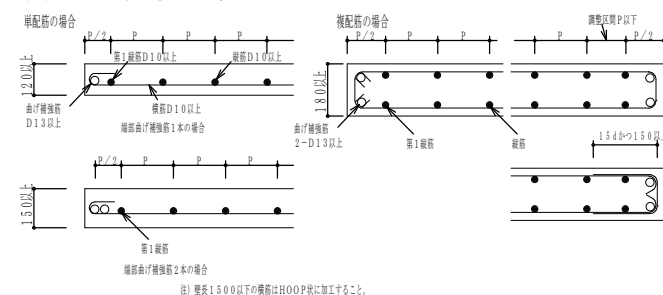 単配筋の場合
複配筋の場合
調整区間P以下
P/2 P P P
P/2 P P
P P P/2
第1縦筋D10以上
縦筋D10以上
120以上
横筋D10以上
曲げ補強筋
D13以上
端部曲げ補強筋1本の場合
180以上
曲げ補強筋
2-D13以上
第1縦筋
縦筋
15dかつ150以
P/2 P P P
150以上
第1縦筋
端部曲げ補強筋2本の場合
注) 壁長1500以下の横筋はHOOP状に加工すること。